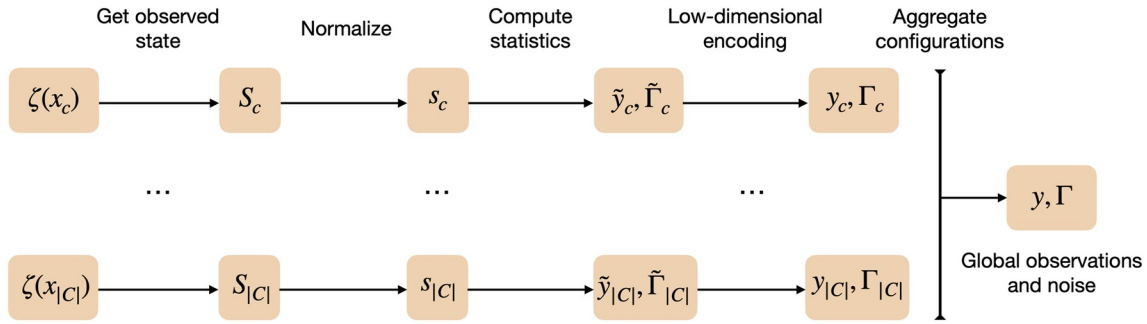 Get observed
state
Normalize
Compute
statistics
Low-dimensional
encoding
Aggregate
configurations
ζ(x_c)
S_c
s_c
ỹ_c, Γ̃_c
y_c, Γ_c
...
...
...
y, Γ
ζ(x_{|C|})
S_{|C|}
s_{|C|}
ỹ_{|C|}, Γ̃_{|C|}
y_{|C|}, Γ_{|C|}
Global observations
and noise